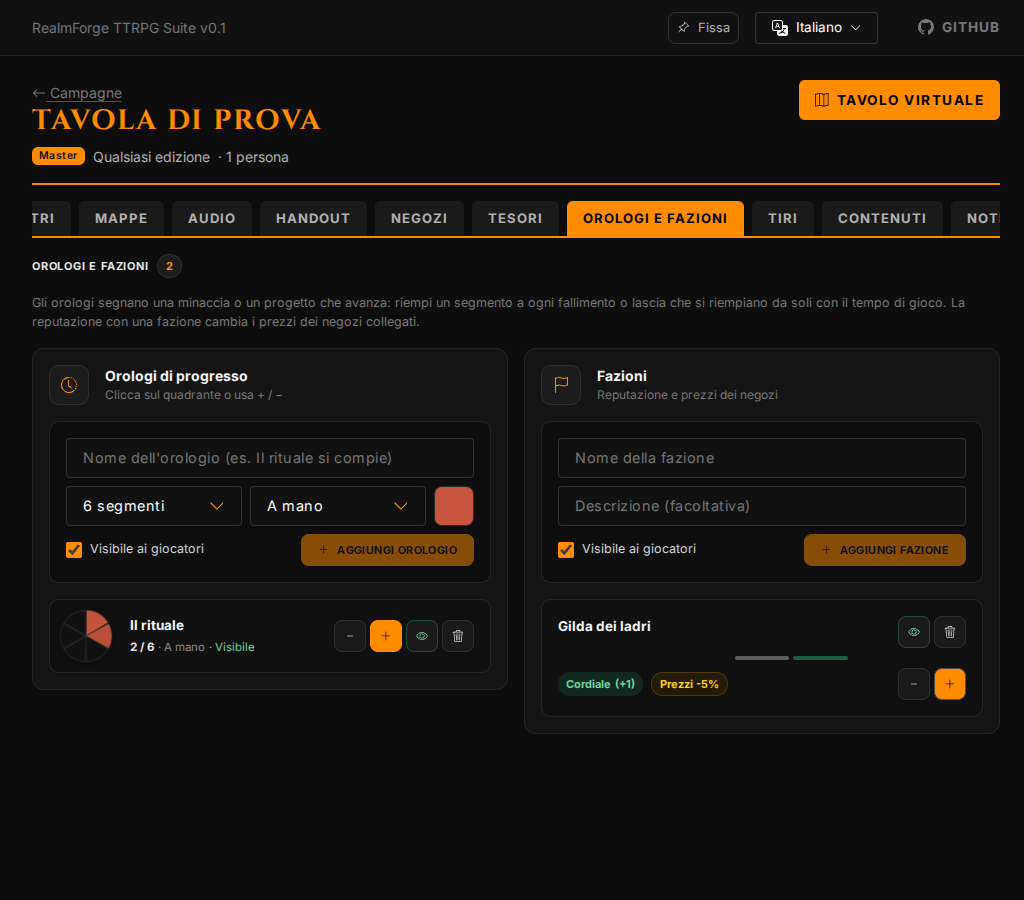 RealmForge TTRPG Suite v0.1
Fissa
Italiano
GITHUB
← Campagne
TAVOLA DI PROVA
TAVOLO VIRTUALE
Master
Qualsiasi edizione · 1 persona
TRI
MAPPE
AUDIO
HANDOUT
NEGOZI
TESORI
OROLOGI E FAZIONI
TIRI
CONTENUTI
NOT
OROLOGI E FAZIONI 2
Gli orologi segnano una minaccia o un progetto che avanza: riempi un segmento a ogni fallimento o lascia che si riempiano da soli con il tempo di gioco. La
reputazione con una fazione cambia i prezzi dei negozi collegati.
Orologi di progresso
Clicca sul quadrante o usa + / −
Nome dell'orologio (es. Il rituale si compie)
6 segmenti
A mano
Visibile ai giocatori
+ AGGIUNGI OROLOGIO
Il rituale
2 / 6 · A mano · Visibile
− +
Fazioni
Reputazione e prezzi dei negozi
Nome della fazione
Descrizione (facoltativa)
Visibile ai giocatori
+ AGGIUNGI FAZIONE
Gilda dei ladri
Cordiale (+1)
Prezzi -5%
− +